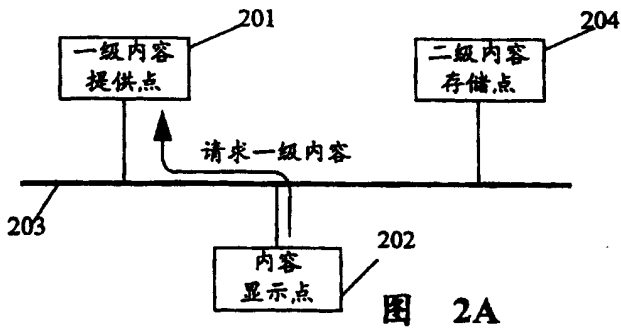 201
一级内容
提供点
204
二级内容
存储点
请求一级内容
203
202
内容
显示点
图 2A